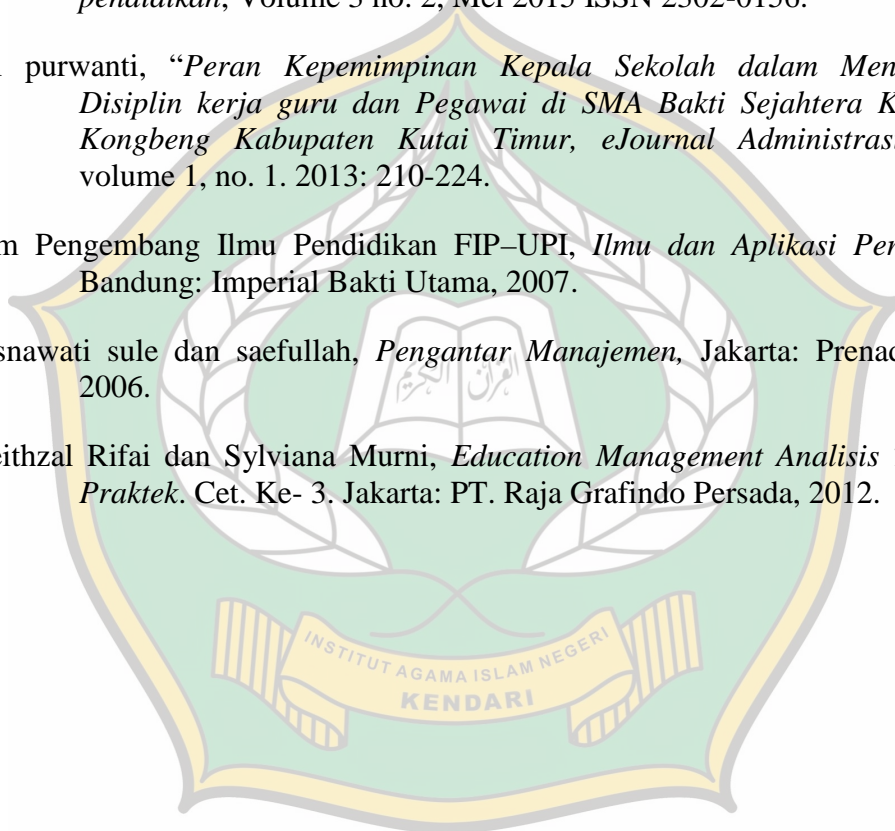 pendidikan, Volume 3 no. 2, Mei 2015 ISSN 2302-0156.
purwanti, “Peran Kepemimpinan Kepala Sekolah dalam Men
Disiplin kerja guru dan Pegawai di SMA Bakti Sejahtera K
Kongbeng Kabupaten Kutai Timur, eJournal Administras
volume 1, no. 1. 2013: 210-224.
m Pengembang Ilmu Pendidikan FIP–UPI, Ilmu dan Aplikasi Pen
Bandung: Imperial Bakti Utama, 2007.
snawati sule dan saefullah, Pengantar Manajemen, Jakarta: Prenad
2006.
eithzal Rifai dan Sylviana Murni, Education Management Analisis
Praktek. Cet. Ke- 3. Jakarta: PT. Raja Grafindo Persada, 2012.
القرآن الكريم
INSTITUT AGAMA ISLAM NEGERI
KENDARI